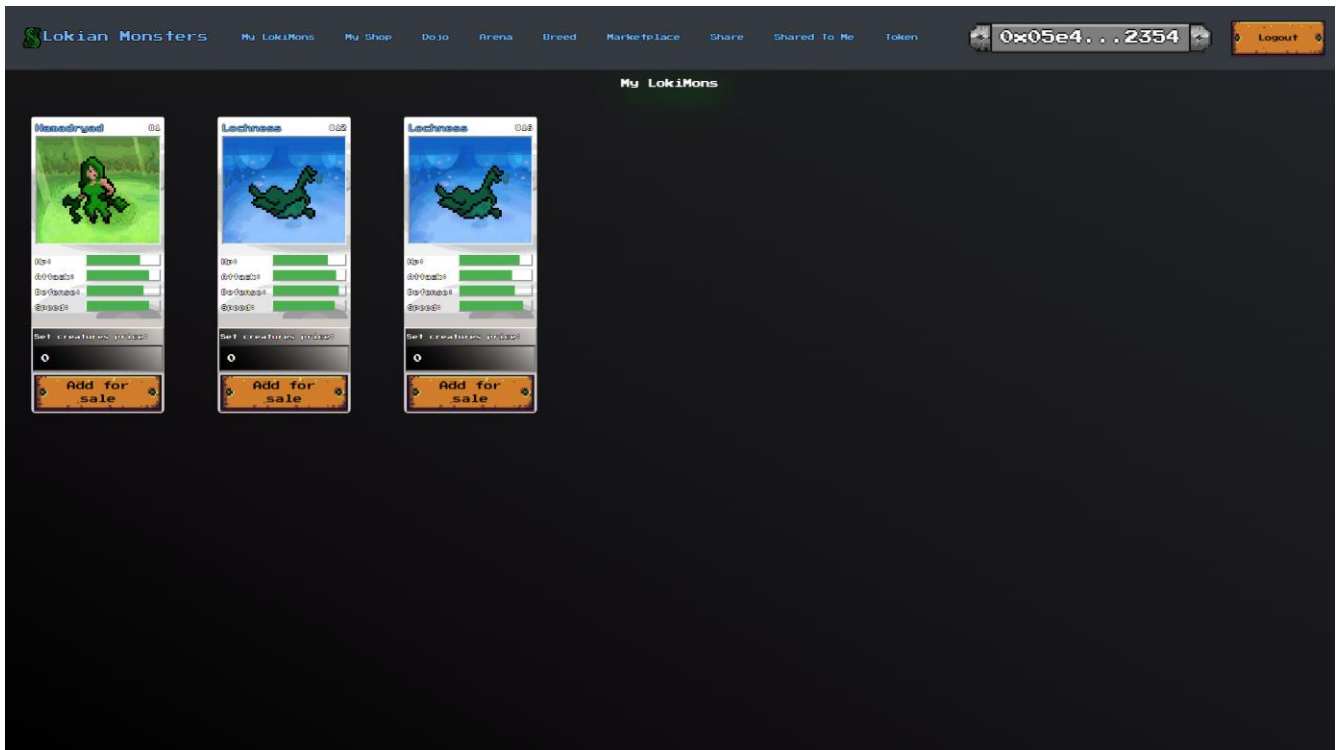 Lokian Monsters My LokiMons My Shop Dojo Arena Breed Marketplace Share Shared To Me Token 0x05e4...2354 Logout
My LokiMons
Hamadryad
Hp:
Attack:
Defense:
Speed:
Set creatures price:
0
Add for
sale
Lochness
Hp:
Attack:
Defense:
Speed:
Set creatures price:
0
Add for
sale
Lochness
Hp:
Attack:
Defense:
Speed:
Set creatures price:
0
Add for
sale